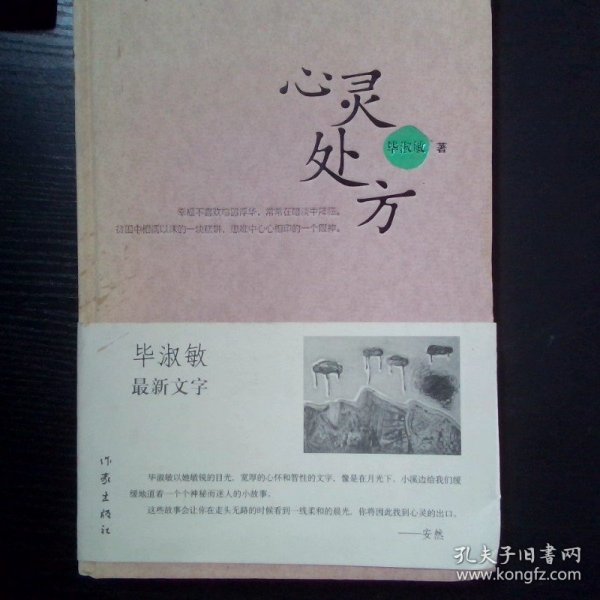 心灵
处方
毕淑敏 著
幸福不喜欢喧嚣浮华，常常在暗淡中降临。
贫困中相濡以沫的一块糕饼，患难中心心相印的一个眼神。
毕淑敏
最新文字
毕淑敏以她敏锐的目光，宽厚的心怀和智性的文字，像是在月光下，小溪边给我们缓
缓地道着一个个神秘而迷人的小故事。
这些故事会让你在走头无路的时候看到一线柔和的晨光，你将因此找到心灵的出口。
——安然
作家出版社
孔夫子旧书网
www.kongfz.com